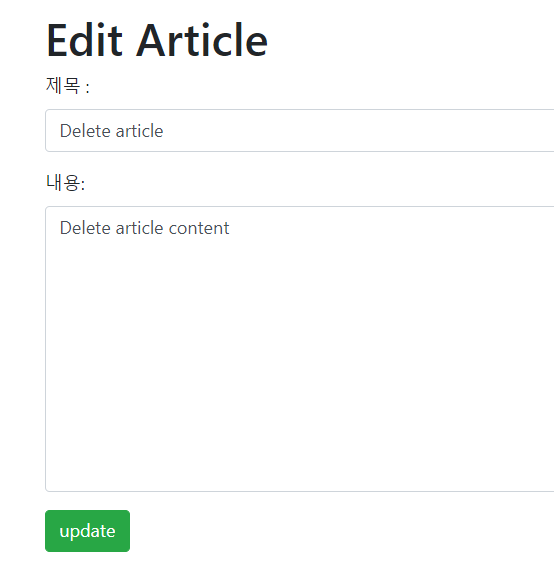 Edit Article
제목 :
Delete article
내용:
Delete article content
update